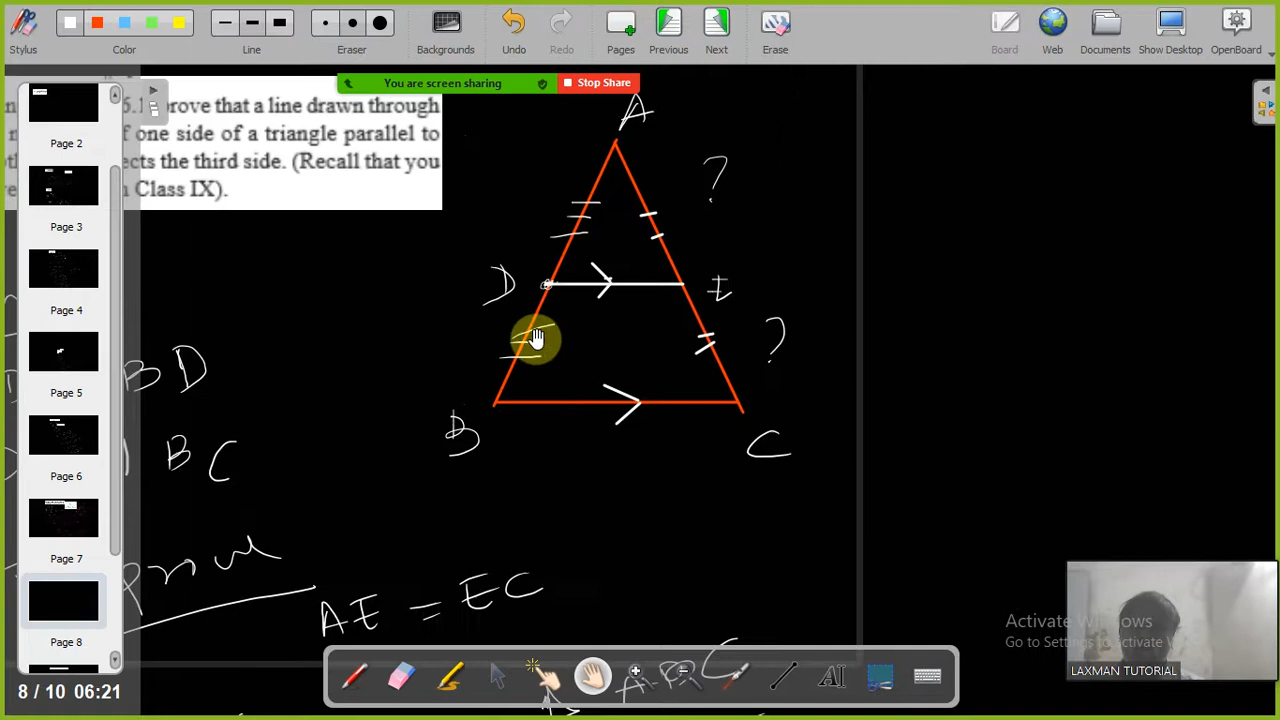 Stylus
Color
Line
Eraser
Backgrounds
Undo
Redo
Pages
Previous
Next
Erase
Board
Web
Documents
Show Desktop
OpenBoard
You are screen sharing
Stop Share
6.1 prove that a line drawn through
f one side of a triangle parallel to
ects the third side. (Recall that you
Class IX).
Page 2
Page 3
Page 4
Page 5
Page 6
Page 7
Page 8
8 / 10 06:21
A
?
D
E
?
B
C
BD
BC
prove
AE = EC
Activate Windows
Go to Settings to activate
LAXMAN TUTORIAL